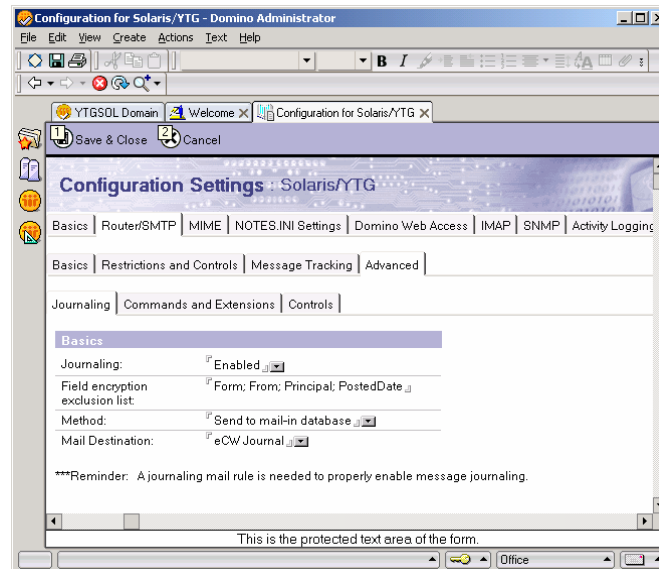 Configuration for Solaris/YTG - Domino Administrator
File Edit View Create Actions Text Help
B I
YTGSOL Domain Welcome Configuration for Solaris/YTG
1 Save & Close 2 Cancel
Configuration Settings : Solaris/YTG
Basics Router/SMTP MIME NOTES.INI Settings Domino Web Access IMAP SNMP Activity Logging
Basics Restrictions and Controls Message Tracking Advanced
Journaling Commands and Extensions Controls
Basics
Journaling: Enabled
Field encryption exclusion list: Form; From; Principal; PostedDate
Method: Send to mail-in database
Mail Destination: eCW Journal
***Reminder: A journaling mail rule is needed to properly enable message journaling.
This is the protected text area of the form.
Office